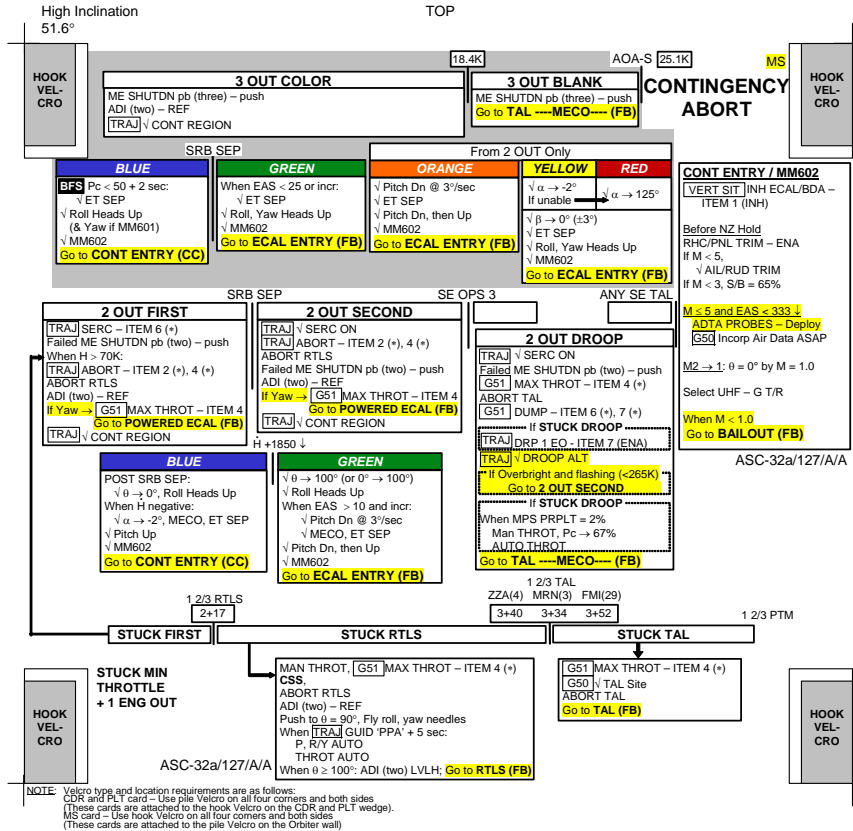 High Inclination
51.6°
TOP
HOOK
VEL-
CRO
18.4K
AOA-S 25.1K
MS
HOOK
VEL-
CRO
3 OUT COLOR
ME SHUTDN pb (three) – push
ADI (two) – REF
TRAJ √ CONT REGION
3 OUT BLANK
ME SHUTDN pb (three) – push
Go to TAL ----MECO---- (FB)
CONTINGENCY
ABORT
SRB SEP
BLUE
BFS Pc < 50 + 2 sec:
√ ET SEP
√ Roll Heads Up
(& Yaw if MM601)
√ MM602
Go to CONT ENTRY (CC)
GREEN
When EAS < 25 or incr:
√ ET SEP
√ Roll, Yaw Heads Up
√ MM602
Go to ECAL ENTRY (FB)
From 2 OUT Only
ORANGE
√ Pitch Dn @ 3°/sec
√ ET SEP
√ Pitch Dn, then Up
√ MM602
Go to ECAL ENTRY (FB)
YELLOW
√ α → -2°
If unable
RED
√ α → 125°
√ β → 0° (±3°)
√ ET SEP
√ Roll, Yaw Heads Up
√ MM602
Go to ECAL ENTRY (FB)
CONT ENTRY / MM602
VERT SIT INH ECAL/BDA –
ITEM 1 (INH)
Before NZ Hold
RHC/PNL TRIM – ENA
If M < 5,
√ AIL/RUD TRIM
If M < 3, S/B = 65%
M ≤ 5 and EAS < 333 ↓
ADTA PROBES – Deploy
G50 Incorp Air Data ASAP
M2 → 1: θ = 0° by M = 1.0
Select UHF – G T/R
When M < 1.0
Go to BAILOUT (FB)
ASC-32a/127/A/A
SRB SEP
SE OPS 3
ANY SE TAL
2 OUT FIRST
TRAJ SERC – ITEM 6 (*)
Failed ME SHUTDN pb (two) – push
When H > 70K:
TRAJ ABORT – ITEM 2 (*), 4 (*)
ABORT RTLS
ADI (two) – REF
If Yaw → G51 MAX THROT – ITEM 4
Go to POWERED ECAL (FB)
TRAJ √ CONT REGION
2 OUT SECOND
TRAJ √ SERC ON
TRAJ ABORT – ITEM 2 (*), 4 (*)
ABORT RTLS
Failed ME SHUTDN pb (two) – push
ADI (two) – REF
If Yaw → G51 MAX THROT – ITEM 4
Go to POWERED ECAL (FB)
TRAJ √ CONT REGION
Ḣ +1850 ↓
2 OUT DROOP
TRAJ √ SERC ON
Failed ME SHUTDN pb (two) – push
G51 MAX THROT – ITEM 4 (*)
ABORT TAL
G51 DUMP – ITEM 6 (*), 7 (*)
If STUCK DROOP
TRAJ DRP 1 EO - ITEM 7 (ENA)
TRAJ √ DROOP ALT
If Overbright and flashing (<265K)
Go to 2 OUT SECOND
If STUCK DROOP
When MPS PRPLT = 2%
Man THROT, Pc → 67%
AUTO THROT
Go to TAL ----MECO---- (FB)
BLUE
POST SRB SEP:
√ θ → 0°, Roll Heads Up
When Ḣ negative:
√ α → -2°, MECO, ET SEP
√ Pitch Up
√ MM602
Go to CONT ENTRY (CC)
GREEN
√ θ → 100° (or 0° → 100°)
√ Roll Heads Up
When EAS > 10 and incr:
√ Pitch Dn @ 3°/sec
√ MECO, ET SEP
√ Pitch Dn, then Up
√ MM602
Go to ECAL ENTRY (FB)
1 2/3 RTLS
2+17
1 2/3 TAL
ZZA(4) MRN(3) FMI(29)
3+40 3+34 3+52
1 2/3 PTM
STUCK FIRST
STUCK RTLS
STUCK TAL
HOOK
VEL-
CRO
STUCK MIN
THROTTLE
+ 1 ENG OUT
MAN THROT, G51 MAX THROT – ITEM 4 (*)
CSS,
ABORT RTLS
ADI (two) – REF
Push to θ = 90°, Fly roll, yaw needles
When TRAJ GUID 'PPA' + 5 sec:
P, R/Y AUTO
THROT AUTO
When θ ≥ 100°: ADI (two) LVLH; Go to RTLS (FB)
G51 MAX THROT – ITEM 4 (*)
G50 √ TAL Site
ABORT TAL
Go to TAL (FB)
HOOK
VEL-
CRO
ASC-32a/127/A/A
NOTE: Velcro type and location requirements are as follows:
CDR and PLT card – Use pile Velcro on all four corners and both sides
(These cards are attached to the hook Velcro on the CDR and PLT wedge).
MS card – Use hook Velcro on all four corners and both sides
(These cards are attached to the pile Velcro on the Orbiter wall)